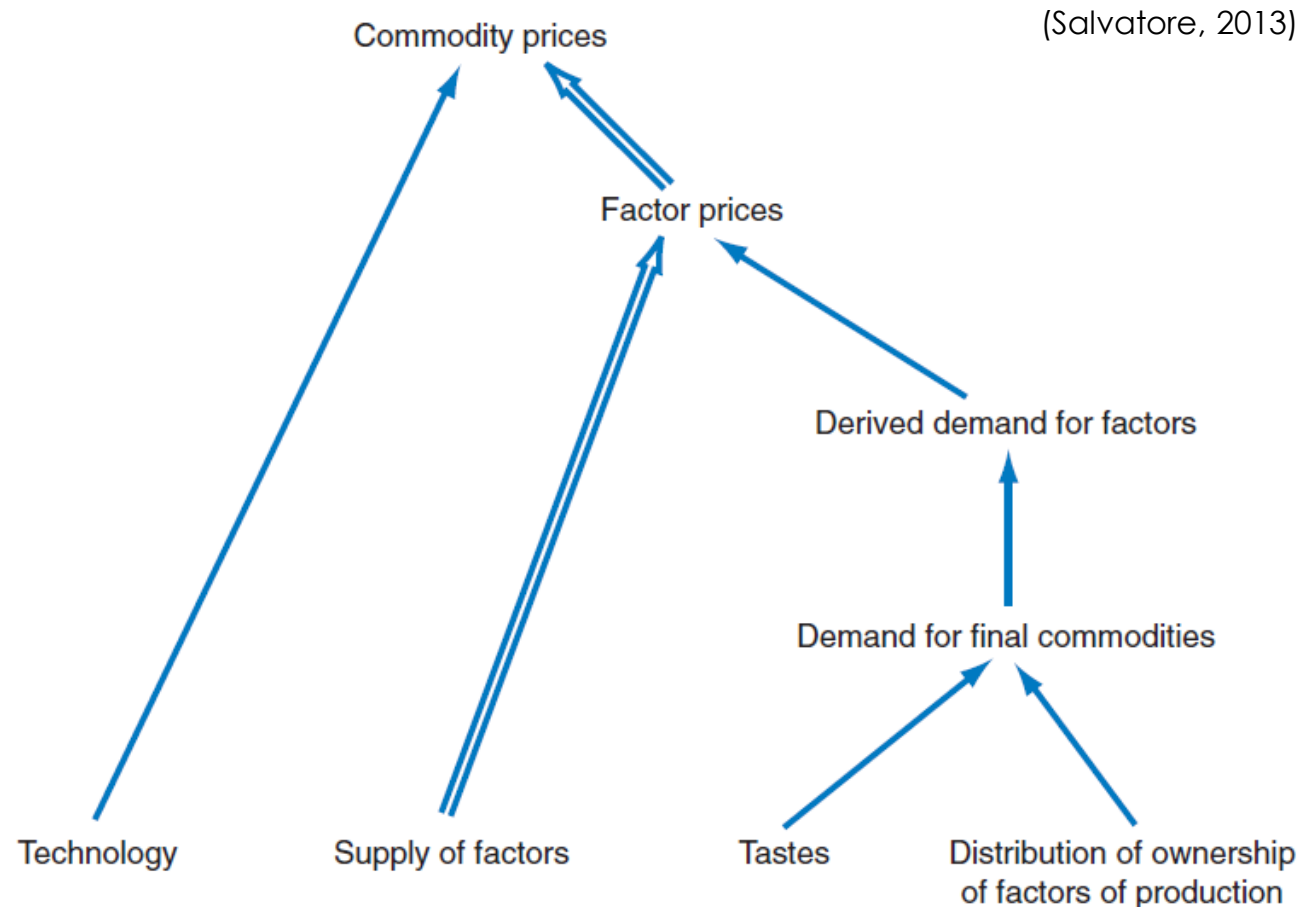 (Salvatore, 2013)
Commodity prices
Factor prices
Derived demand for factors
Demand for final commodities
Technology
Supply of factors
Tastes
Distribution of ownership
of factors of production